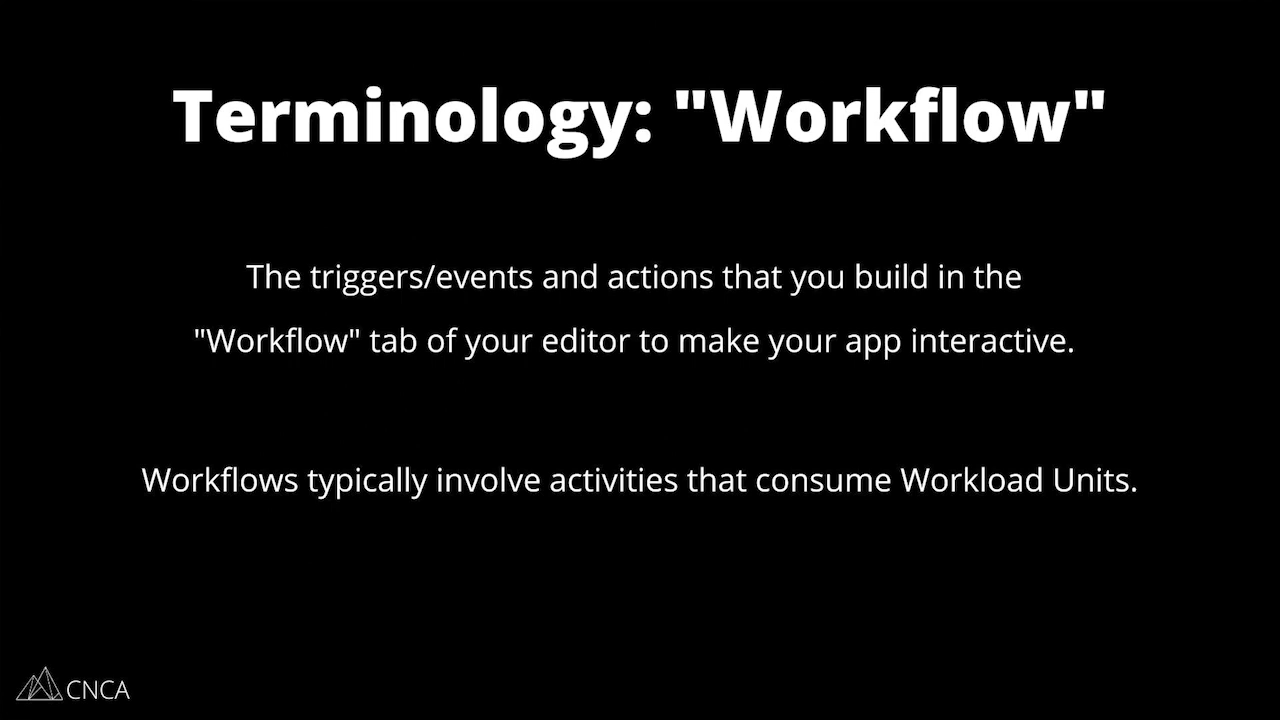 Terminology: "Workflow"
The triggers/events and actions that you build in the
"Workflow" tab of your editor to make your app interactive.
Workflows typically involve activities that consume Workload Units.
CNCA